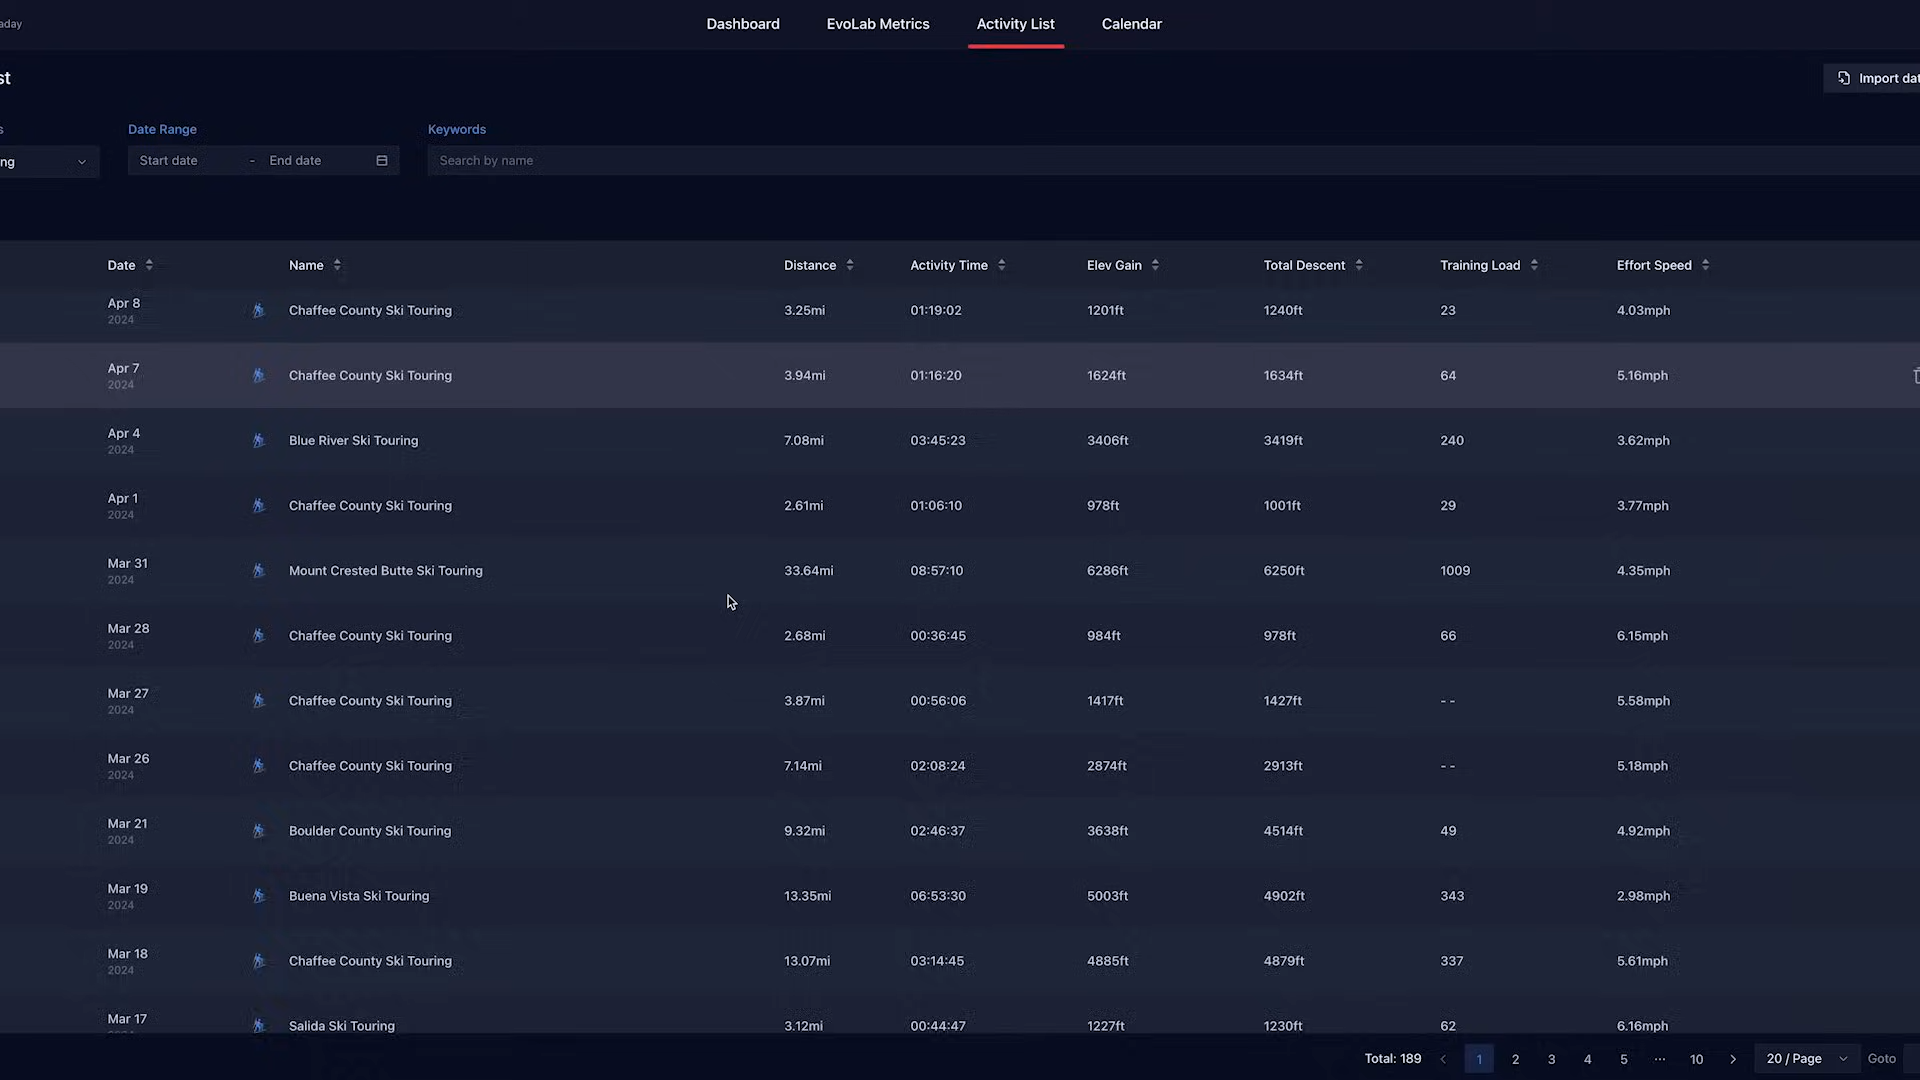 aday
Dashboard EvoLab Metrics Activity List Calendar
st
Import dat
s Date Range Keywords
ng Start date - End date Search by name
Date Name Distance Activity Time Elev Gain Total Descent Training Load Effort Speed
Apr 8 2024 Chaffee County Ski Touring 3.25mi 01:19:02 1201ft 1240ft 23 4.03mph
Apr 7 2024 Chaffee County Ski Touring 3.94mi 01:16:20 1624ft 1634ft 64 5.16mph
Apr 4 2024 Blue River Ski Touring 7.08mi 03:45:23 3406ft 3419ft 240 3.62mph
Apr 1 2024 Chaffee County Ski Touring 2.61mi 01:06:10 978ft 1001ft 29 3.77mph
Mar 31 2024 Mount Crested Butte Ski Touring 33.64mi 08:57:10 6286ft 6250ft 1009 4.35mph
Mar 28 2024 Chaffee County Ski Touring 2.68mi 00:36:45 984ft 978ft 66 6.15mph
Mar 27 2024 Chaffee County Ski Touring 3.87mi 00:56:06 1417ft 1427ft -- 5.58mph
Mar 26 2024 Chaffee County Ski Touring 7.14mi 02:08:24 2874ft 2913ft -- 5.18mph
Mar 21 2024 Boulder County Ski Touring 9.32mi 02:46:37 3638ft 4514ft 49 4.92mph
Mar 19 2024 Buena Vista Ski Touring 13.35mi 06:53:30 5003ft 4902ft 343 2.98mph
Mar 18 2024 Chaffee County Ski Touring 13.07mi 03:14:45 4885ft 4879ft 337 5.61mph
Mar 17 Salida Ski Touring 3.12mi 00:44:47 1227ft 1230ft 62 6.16mph
Total: 189 < 1 2 3 4 5 ··· 10 > 20 / Page Goto